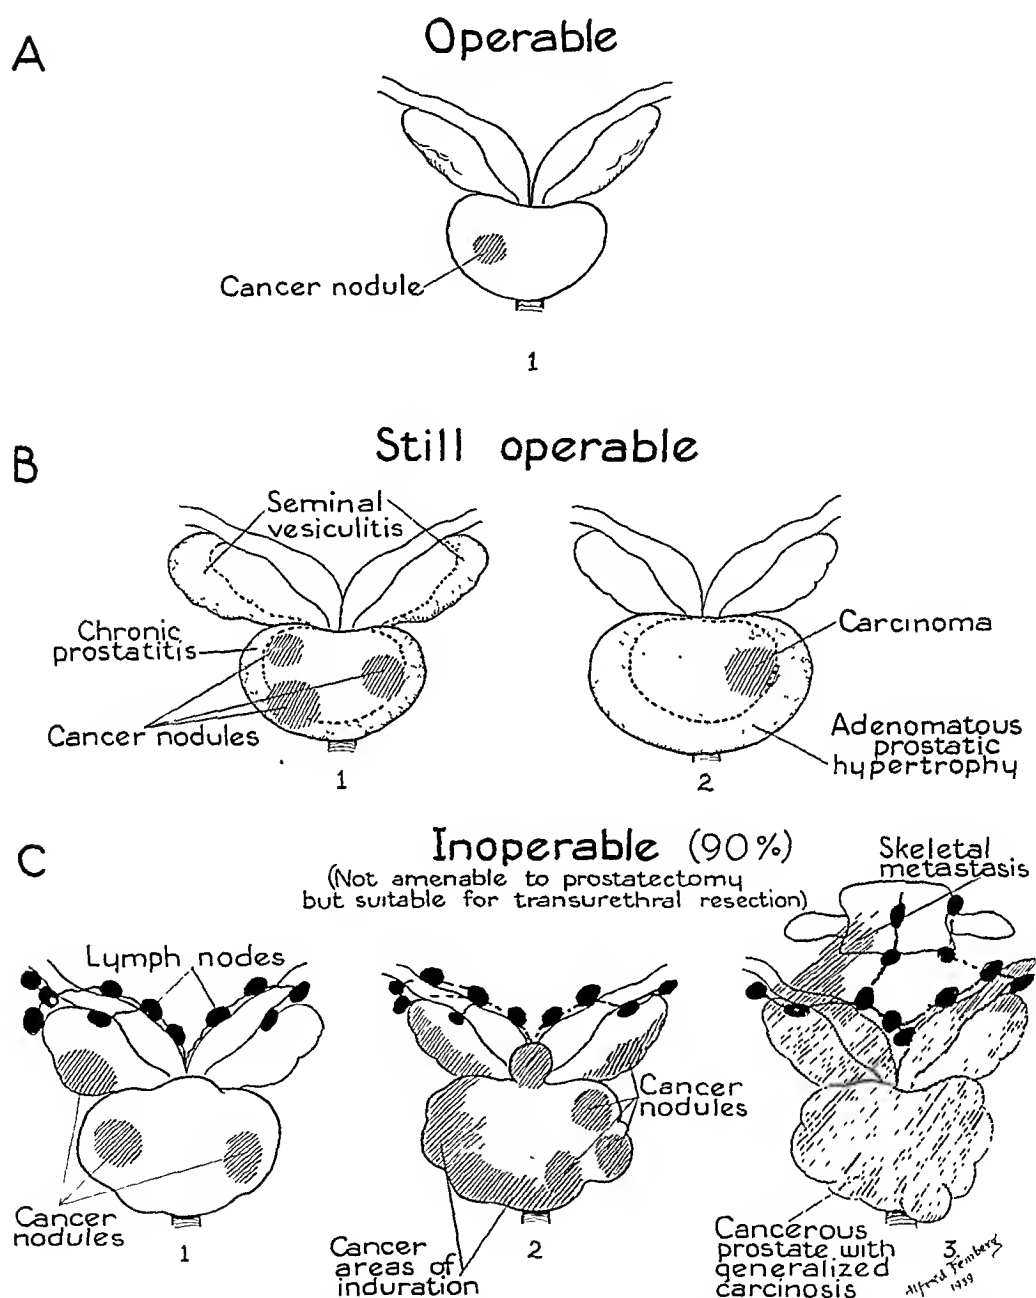 A
Operable
Cancer nodule
1
B
Still operable
Seminal
vesiculitis
Chronic
prostatitis
Cancer nodules
1
Carcinoma
Adenomatous
prostatic
hypertrophy
2
C
Inoperable (90%)
(Not amenable to prostatectomy
but suitable for transurethral resection)
Skeletal
metastasis
Lymph nodes
Cancer
nodules
1
Cancer
nodules
Cancer
areas of
induration
2
Cancerous
prostate with
generalized
carcinosis
3
Alfred Feinberg
1939